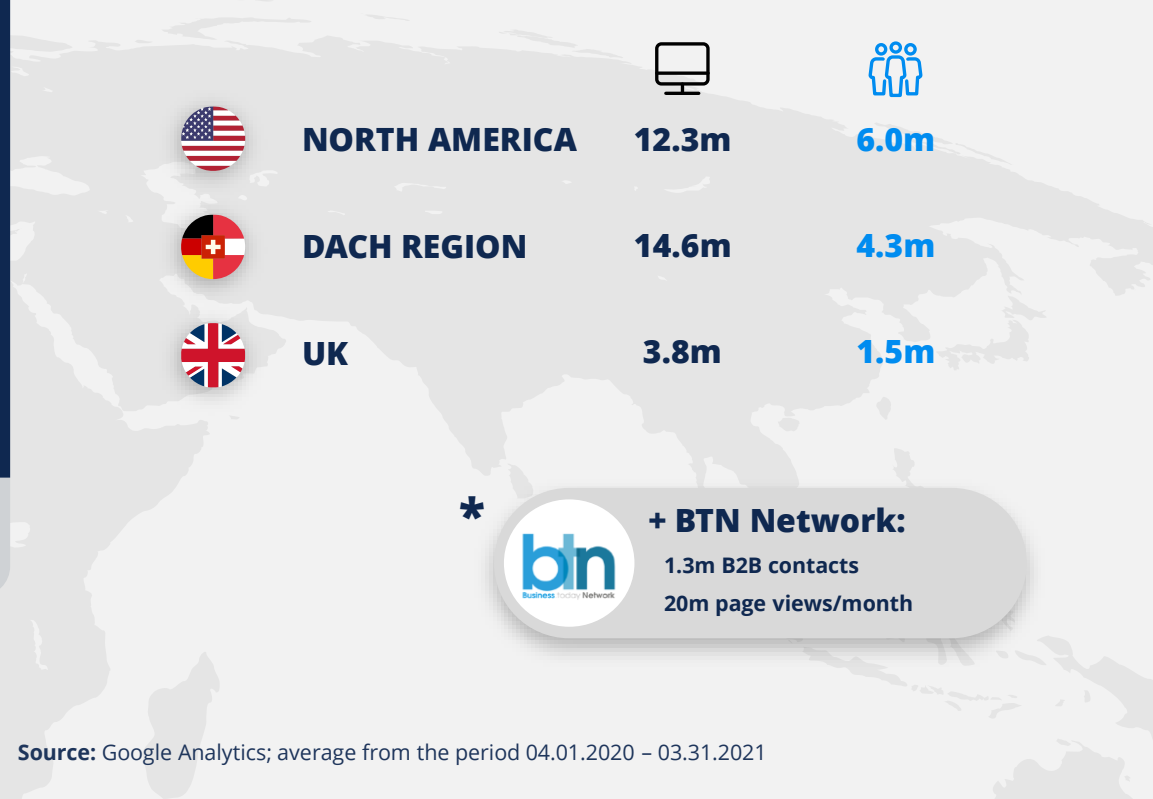 NORTH AMERICA 12.3m 6.0m
DACH REGION 14.6m 4.3m
UK 3.8m 1.5m
* + BTN Network:
btn
Business today Network
1.3m B2B contacts
20m page views/month
Source: Google Analytics; average from the period 04.01.2020 – 03.31.2021